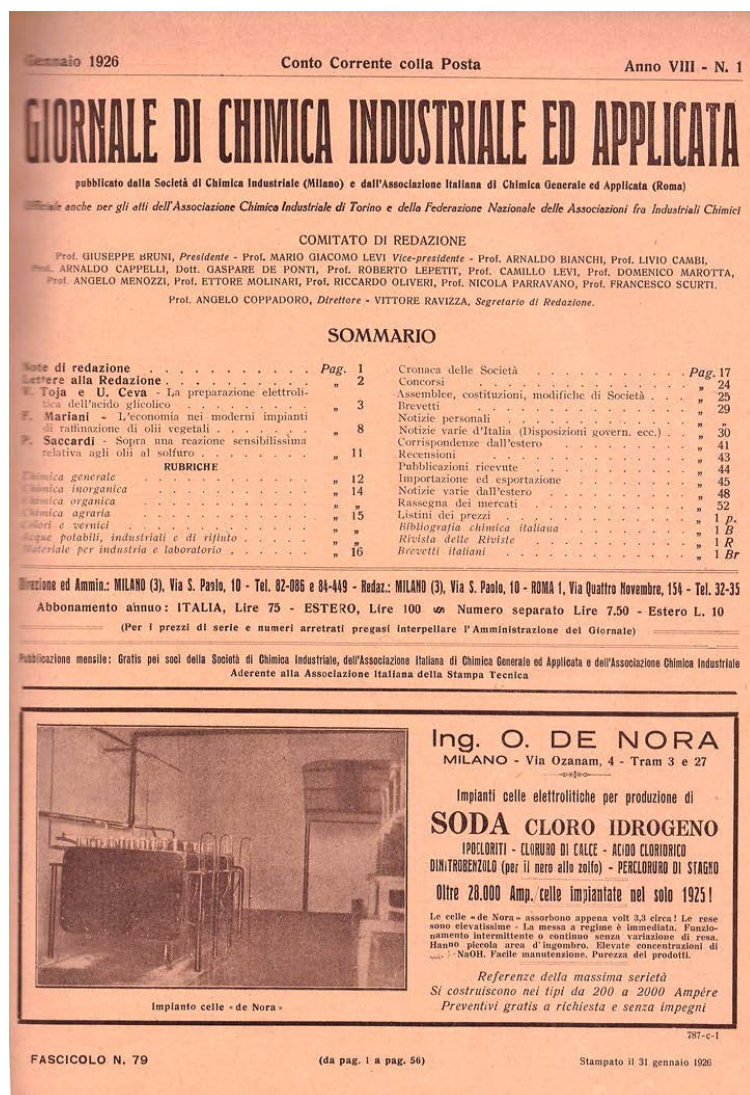 Gennaio 1926
Conto Corrente colla Posta
Anno VIII - N. 1
GIORNALE DI CHIMICA INDUSTRIALE ED APPLICATA
pubblicato dalla Società di Chimica Industriale (Milano) e dall'Associazione Italiana di Chimica Generale ed Applicata (Roma)
Ufficiale anche per gli atti dell'Associazione Chimica Industriale di Torino e della Federazione Nazionale delle Associazioni fra Industriali Chimici
COMITATO DI REDAZIONE
Prof. GIUSEPPE BRUNI, Presidente - Prof. MARIO GIACOMO LEVI Vice-presidente - Prof. ARNALDO BIANCHI, Prof. LIVIO CAMBI,
Prof. ARNALDO CAPPELLI, Dott. GASPARE DE PONTI, Prof. ROBERTO LEPETIT, Prof. CAMILLO LEVI, Prof. DOMENICO MAROTTA,
Prof. ANGELO MENOZZI, Prof. ETTORE MOLINARI, Prof. RICCARDO OLIVERI, Prof. NICOLA PARRAVANO, Prof. FRANCESCO SCURTI.
Prof. ANGELO COPPADORO, Direttore - VITTORE RAVIZZA, Segretario di Redazione.
SOMMARIO
Note di redazione . . . . . . . . . . . Pag. 1
Lettere alla Redazione . . . . . . . . . . „ 2
V. Toja e U. Ceva - La preparazione elettroli-
tica dell'acido glicolico . . . . . . . . „ 3
F. Mariani - L'economia nei moderni impianti
di raffinazione di olii vegetali . . . . . . „ 8
P. Saccardi - Sopra una reazione sensibilissima
relativa agli olii al solfuro . . . . . . . „ 11
RUBRICHE
Chimica generale . . . . . . . . . . „ 12
Chimica inorganica . . . . . . . . . „ 14
Chimica organica . . . . . . . . . . „ „
Chimica agraria . . . . . . . . . . „ 15
Colori e vernici . . . . . . . . . . „ „
Acque potabili, industriali e di rifiuto . . . . „ „
Materiale per industria e laboratorio . . . . . „ 16
Cronaca delle Società . . . . . . . . . Pag. 17
Concorsi . . . . . . . . . . . . . „ 24
Assemblee, costituzioni, modifiche di Società . . . „ 25
Brevetti . . . . . . . . . . . . . „ 29
Notizie personali . . . . . . . . . . „ „
Notizie varie d'Italia (Disposizioni govern. ecc.) . . „ 30
Corrispondenze dall'estero . . . . . . . . „ 41
Recensioni . . . . . . . . . . . . „ 43
Pubblicazioni ricevute . . . . . . . . . „ 44
Importazione ed esportazione . . . . . . . „ 45
Notizie varie dall'estero . . . . . . . . „ 48
Rassegna dei mercati . . . . . . . . . „ 52
Listini dei prezzi . . . . . . . . . . „ 1 p.
Bibliografia chimica italiana . . . . . . . „ 1 B
Rivista delle Riviste . . . . . . . . . „ 1 R
Brevetti italiani . . . . . . . . . . „ 1 Br
Direzione ed Ammin.: MILANO (3), Via S. Paolo, 10 - Tel. 82-086 e 84-449 - Redaz.: MILANO (3), Via S. Paolo, 10 - ROMA 1, Via Quattro Novembre, 154 - Tel. 32-35
Abbonamento annuo: ITALIA, Lire 75 - ESTERO, Lire 100 Numero separato Lire 7.50 - Estero L. 10
(Per i prezzi di serie e numeri arretrati pregasi interpellare l'Amministrazione del Giornale)
Pubblicazione mensile: Gratis pei soci della Società di Chimica Industriale, dell'Associazione Italiana di Chimica Generale ed Applicata e dell'Associazione Chimica Industriale
Aderente alla Associazione Italiana della Stampa Tecnica
Impianto celle « de Nora »
Ing. O. DE NORA
MILANO - Via Ozanam, 4 - Tram 3 e 27
Impianti celle elettrolitiche per produzione di
SODA CLORO IDROGENO
IPOCLORITI - CLORURO DI CALCE - ACIDO CLORIDRICO
DINITROBENZOLO (per il nero allo zolfo) - PERCLORURO DI STAGNO
Oltre 28.000 Amp./celle impiantate nel solo 1925!
Le celle «de Nora» assorbono appena volt 3,3 circa! Le rese
sono elevatissime - La messa a regime è immediata. Funzio-
namento intermittente o continuo senza variazione di resa.
Hanno piccola area d'ingombro. Elevate concentrazioni di
NaOH. Facile manutenzione. Purezza dei prodotti.
Referenze della massima serietà
Si costruiscono nei tipi da 200 a 2000 Ampére
Preventivi gratis a richiesta e senza impegni
787-c-1
FASCICOLO N. 79
(da pag. 1 a pag. 56)
Stampato il 31 gennaio 1926